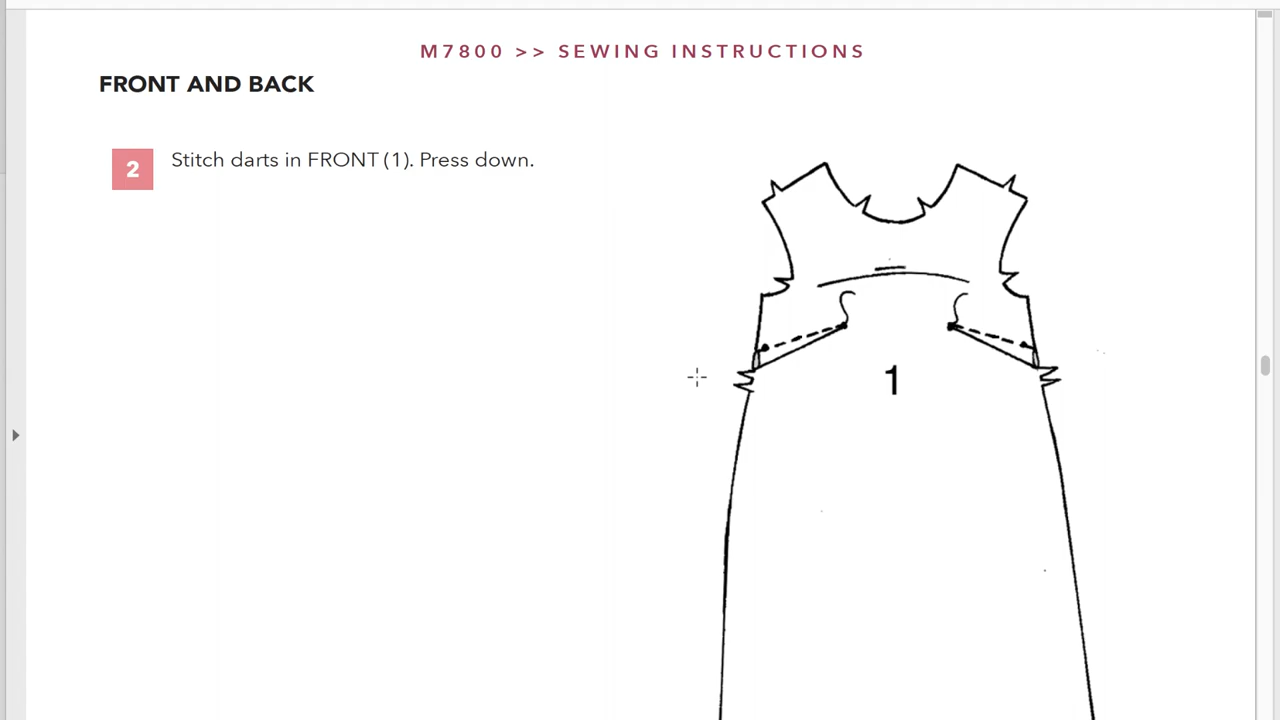 M7800 >> SEWING INSTRUCTIONS
FRONT AND BACK
2 Stitch darts in FRONT (1). Press down.
1